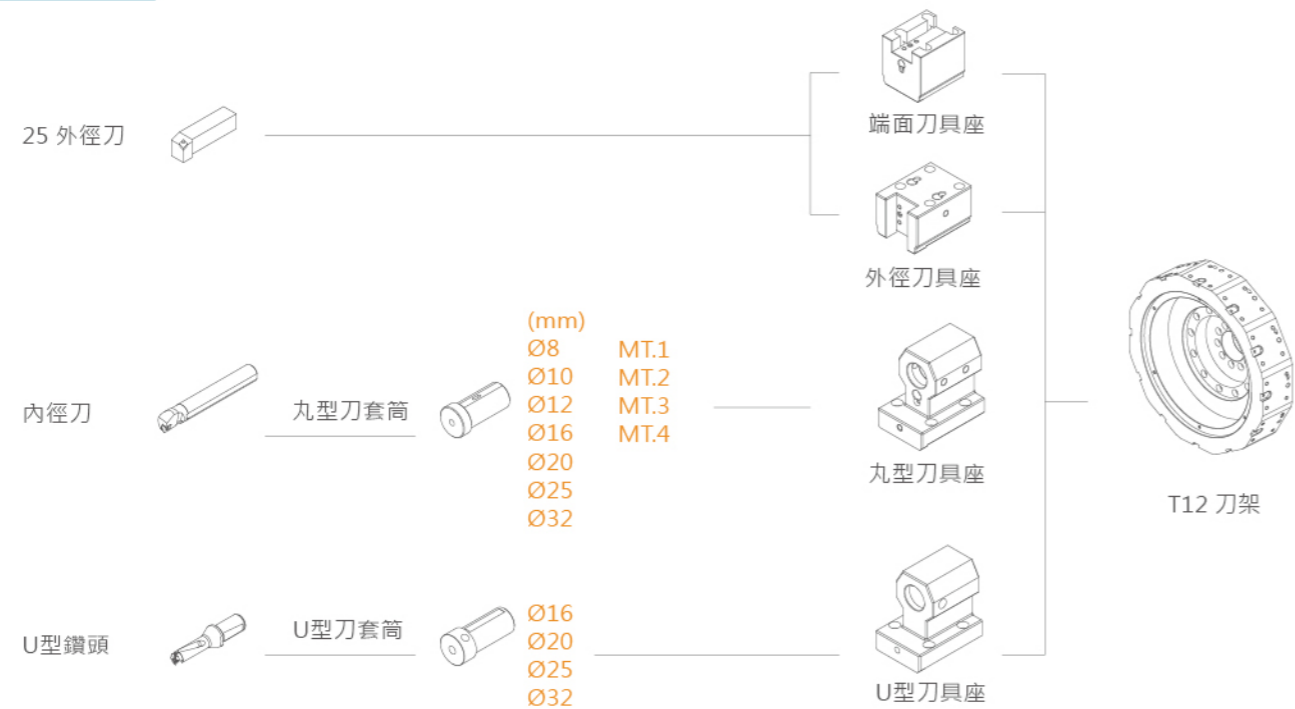 端面刀具座
25 外徑刀
外徑刀具座
(mm)
Ø8 MT.1
Ø10 MT.2
Ø12 MT.3
Ø16 MT.4
Ø20
Ø25
Ø32
內徑刀
丸型刀套筒
丸型刀具座
T12 刀架
U型鑽頭
U型刀套筒
Ø16
Ø20
Ø25
Ø32
U型刀具座